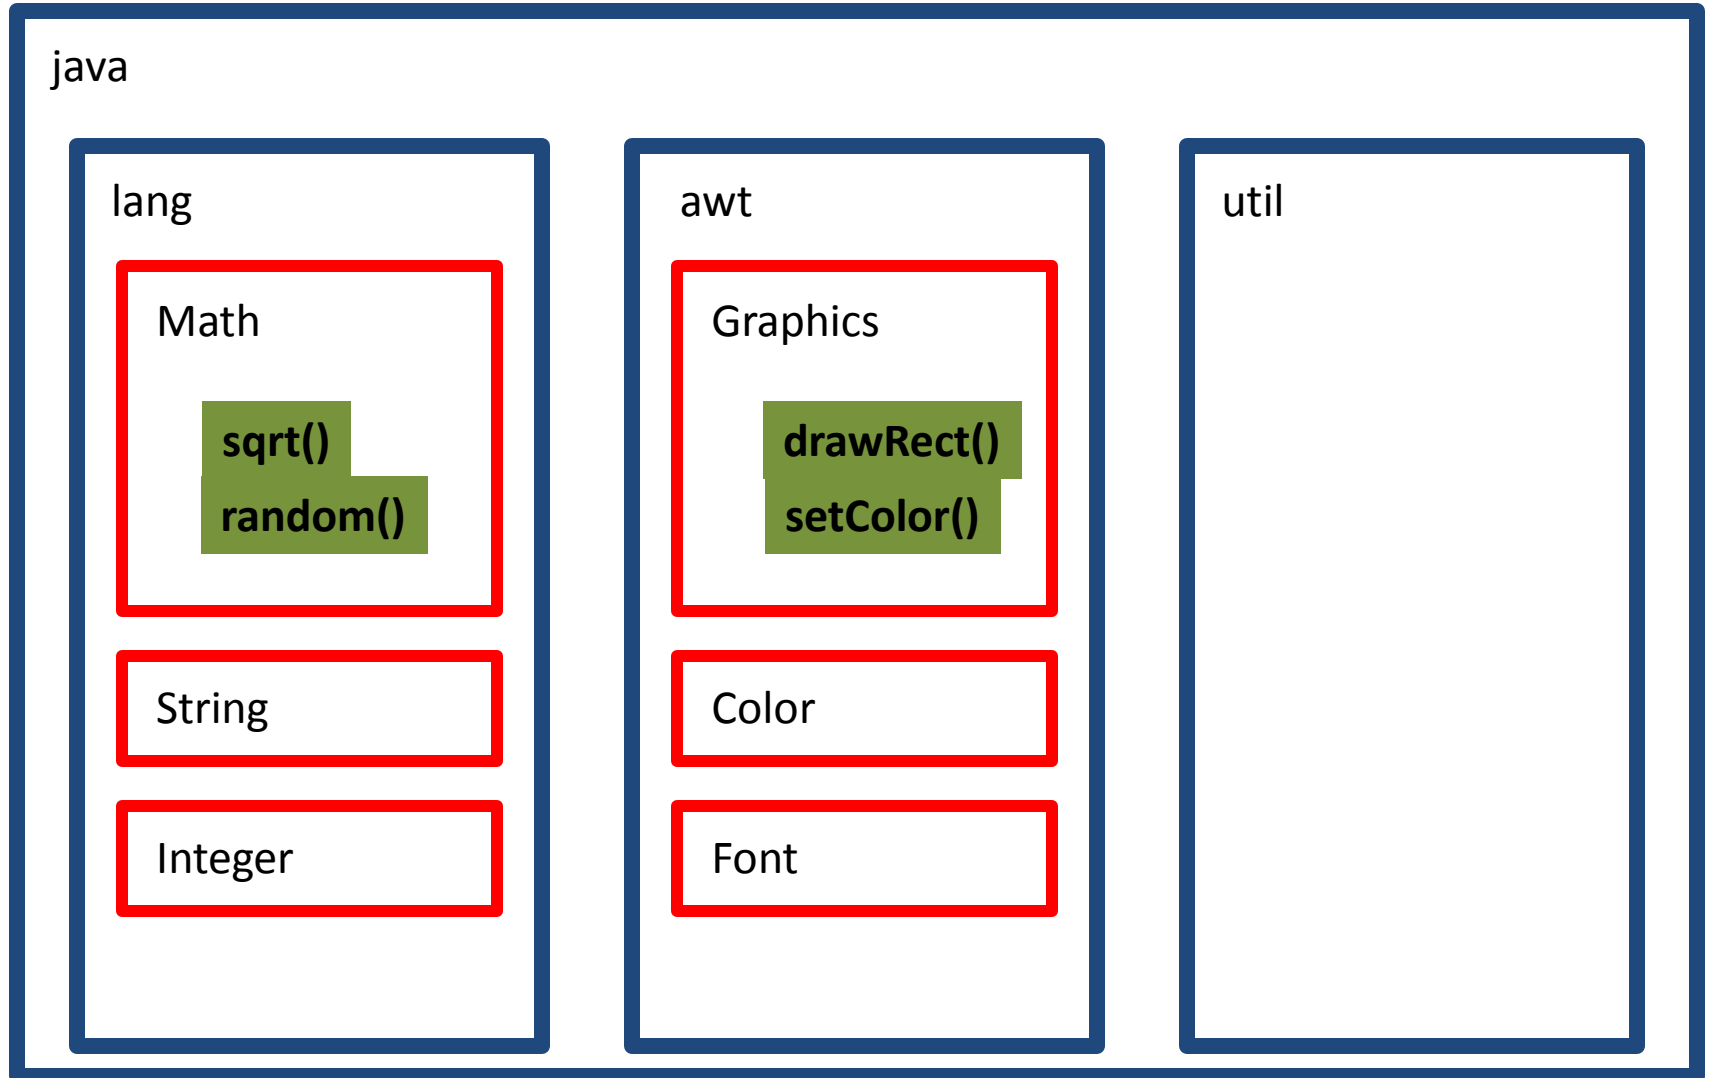 java
lang
Math
sqrt()
random()
String
Integer
awt
Graphics
drawRect()
setColor()
Color
Font
util